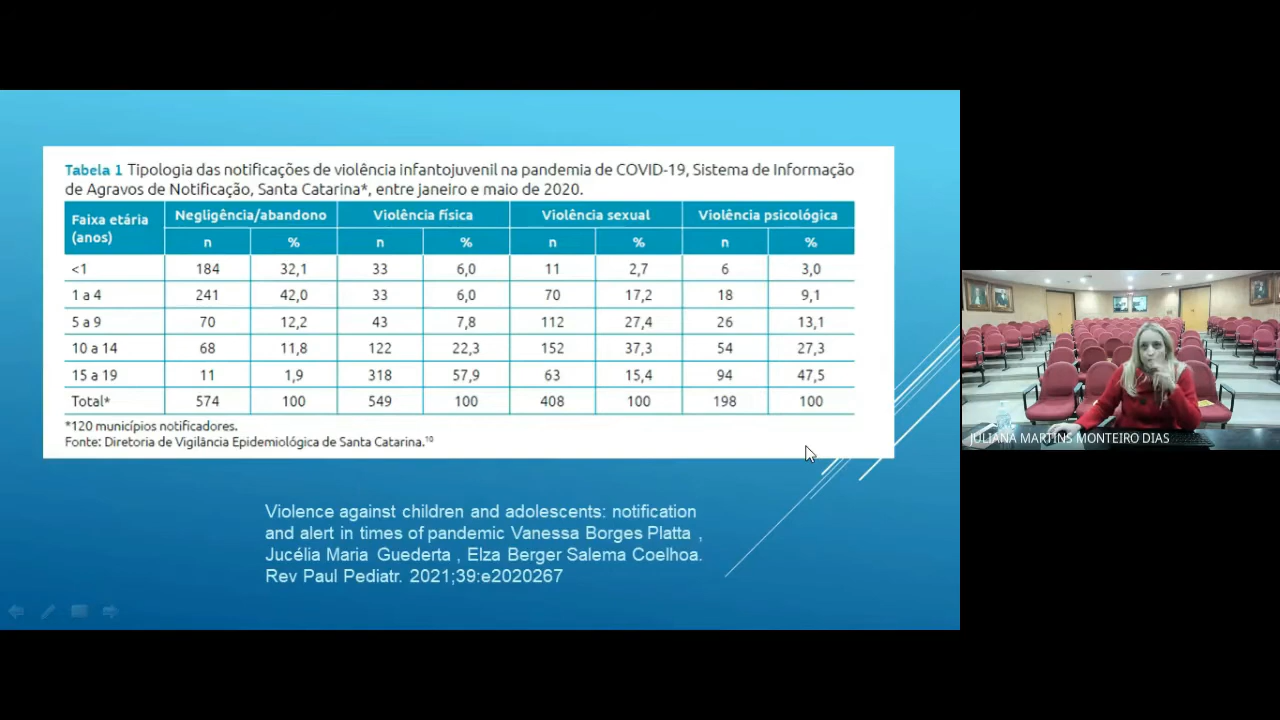 Tabela 1 Tipologia das notificações de violência infantojuvenil na pandemia de COVID-19, Sistema de Informação
de Agravos de Notificação, Santa Catarina*, entre janeiro e maio de 2020.
Faixa etária (anos) Negligência/abandono Violência física Violência sexual Violência psicológica
n % n % n % n %
<1 184 32,1 33 6,0 11 2,7 6 3,0
1 a 4 241 42,0 33 6,0 70 17,2 18 9,1
5 a 9 70 12,2 43 7,8 112 27,4 26 13,1
10 a 14 68 11,8 122 22,3 152 37,3 54 27,3
15 a 19 11 1,9 318 57,9 63 15,4 94 47,5
Total* 574 100 549 100 408 100 198 100
*120 municípios notificadores.
Fonte: Diretoria de Vigilância Epidemiológica de Santa Catarina.¹⁰
Violence against children and adolescents: notification
and alert in times of pandemic Vanessa Borges Platta ,
Jucélia Maria Guederta , Elza Berger Salema Coelhoa.
Rev Paul Pediatr. 2021;39:e2020267
JULIANA MARTINS MONTEIRO DIAS